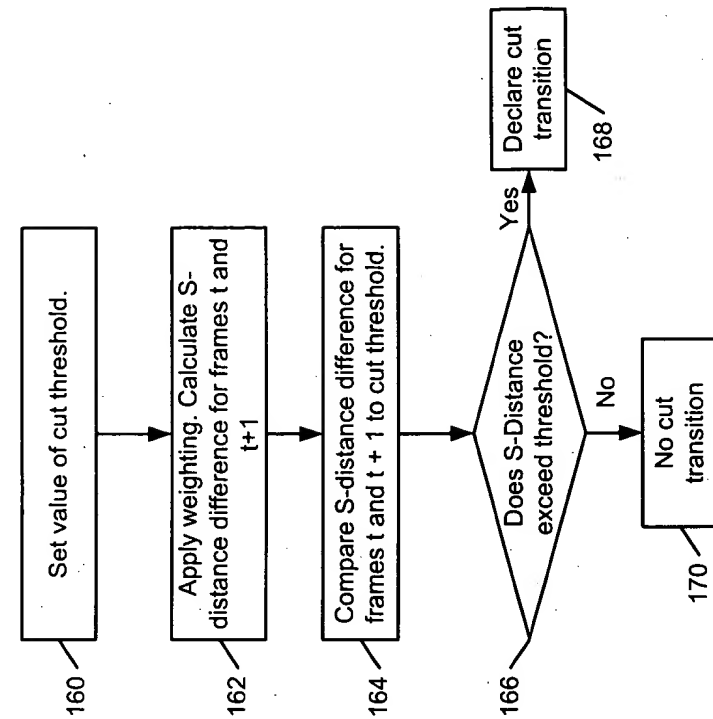 Set value of cut threshold.
160
Apply weighting. Calculate S-
distance difference for frames t and
t+1
162
Compare S-distance difference for
frames t and t + 1 to cut threshold.
164
Does S-Distance
exceed threshold?
166
Yes
Declare cut
transition
168
No
No cut
transition
170